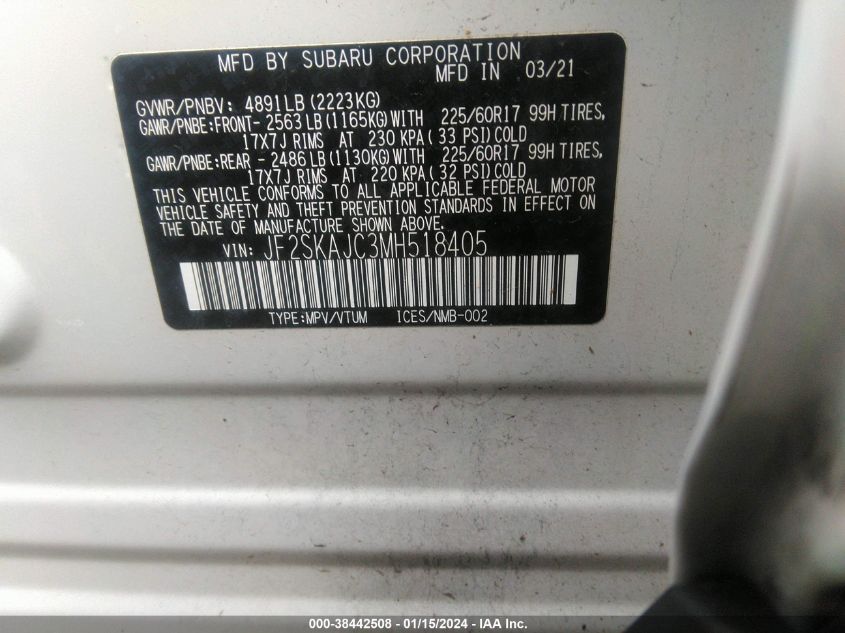 MFD BY SUBARU CORPORATION
MFD IN 03/21
GVWR/PNBV: 4891LB(2223KG)
GAWR/PNBE:FRONT-2563LB(1165KG)WITH 225/60R17 99H TIRES,
17X7J RIMS AT 230 KPA( 33 PSI)COLD
GAWR/PNBE:REAR - 2486LB(1130KG)WITH 225/60R17 99H TIRES,
17X7J RIMS AT 220 KPA( 32 PSI)COLD
THIS VEHICLE CONFORMS TO ALL APPLICABLE FEDERAL MOTOR
VEHICLE SAFETY AND THEFT PREVENTION STANDARDS IN EFFECT ON
THE DATE OF MANUFACTURE SHOWN ABOVE.
VIN: JF2SKAJC3MH518405
TYPE:MPV/VTUM ICES/NMB-002
000-38442508 - 01/15/2024 - IAA Inc.